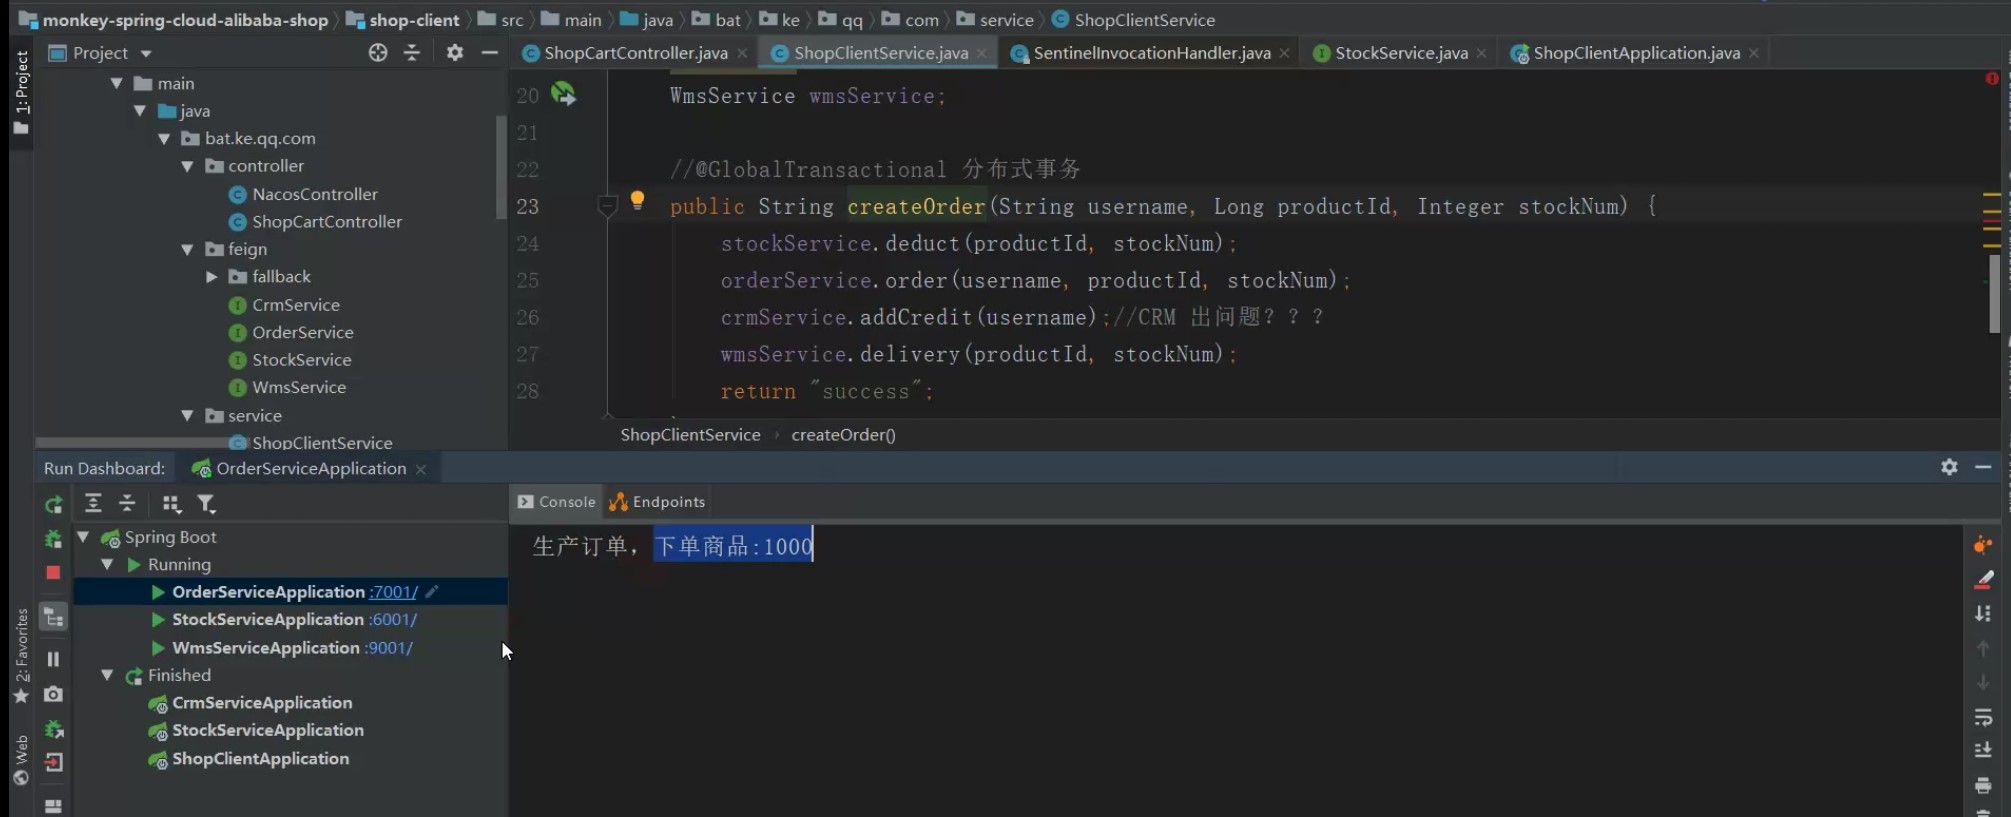 monkey-spring-cloud-alibaba-shop shop-client src main java bat ke qq com service ShopClientService
1: Project
Project
ShopCartController.java ShopClientService.java SentinelInvocationHandler.java StockService.java ShopClientApplication.java
main
java
bat.ke.qq.com
controller
NacosController
ShopCartController
feign
fallback
CrmService
OrderService
StockService
WmsService
service
ShopClientService
20 WmsService wmsService;
21
22 //@GlobalTransactional 分布式事务
23 public String createOrder(String username, Long productId, Integer stockNum) {
24 stockService.deduct(productId, stockNum);
25 orderService.order(username, productId, stockNum);
26 crmService.addCredit(username);//CRM 出问题？？？
27 wmsService.delivery(productId, stockNum);
28 return "success";
ShopClientService createOrder()
Run Dashboard: OrderServiceApplication
Console Endpoints
Spring Boot
Running
OrderServiceApplication :7001/
StockServiceApplication :6001/
WmsServiceApplication :9001/
Finished
CrmServiceApplication
StockServiceApplication
ShopClientApplication
生产订单，下单商品:1000
2: Favorites
Web